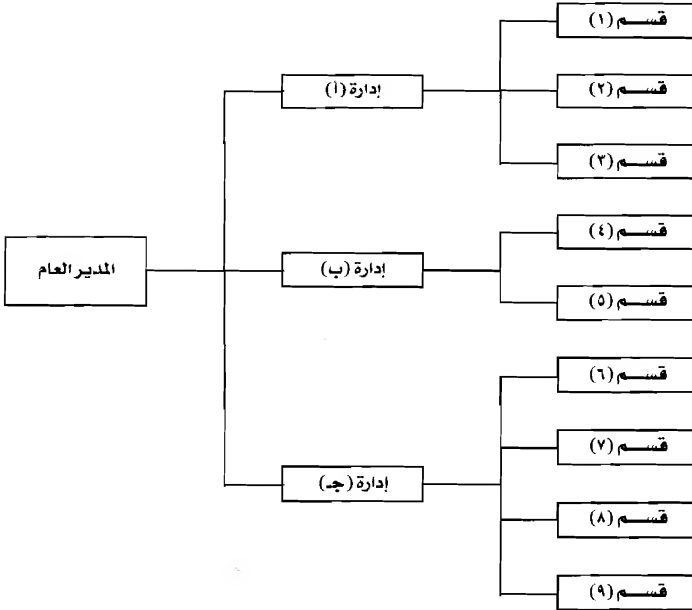 قسم (١)
إدارة (أ)
قسم (٢)
قسم (٣)
قسم (٤)
المدير العام
إدارة (ب)
قسم (٥)
قسم (٦)
قسم (٧)
إدارة (جـ)
قسم (٨)
قسم (٩)